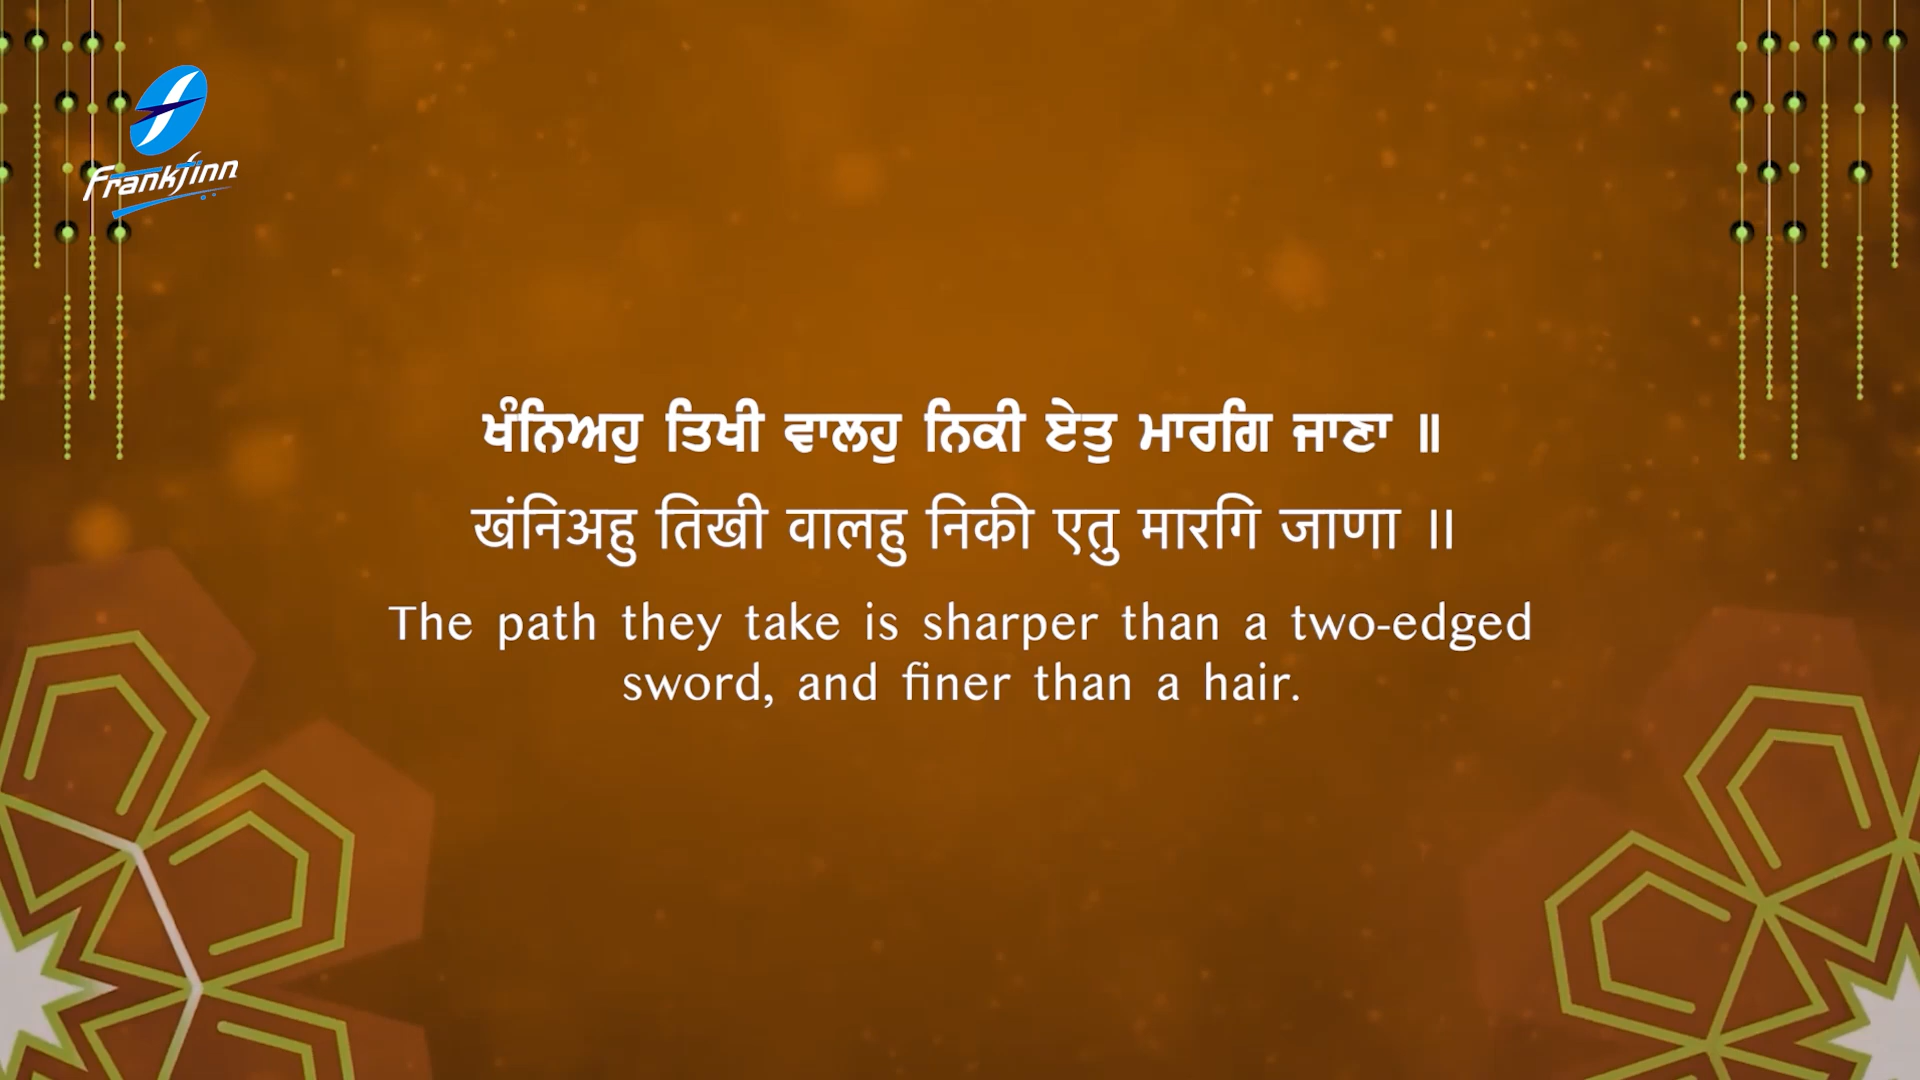 Frankfinn
ਖੰਨਿਅਹੁ ਤਿਖੀ ਵਾਲਹੁ ਨਿਕੀ ਏਤੁ ਮਾਰਗਿ ਜਾਣਾ ॥
खंनिअहु तिखी वालहु निकी एतु मारगि जाणा ॥
The path they take is sharper than a two-edged
sword, and finer than a hair.